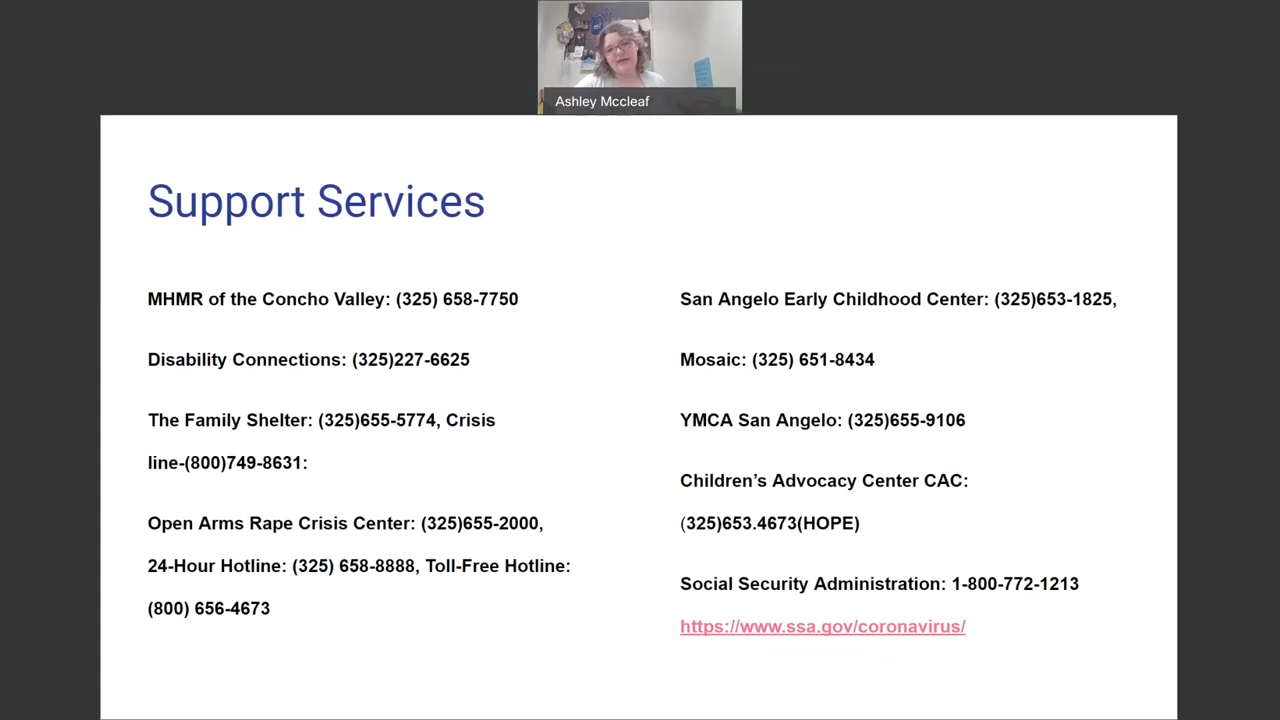 Ashley Mccleaf
Support Services
MHMR of the Concho Valley: (325) 658-7750
Disability Connections: (325)227-6625
The Family Shelter: (325)655-5774, Crisis
line-(800)749-8631:
Open Arms Rape Crisis Center: (325)655-2000,
24-Hour Hotline: (325) 658-8888, Toll-Free Hotline:
(800) 656-4673
San Angelo Early Childhood Center: (325)653-1825,
Mosaic: (325) 651-8434
YMCA San Angelo: (325)655-9106
Children’s Advocacy Center CAC:
(325)653.4673(HOPE)
Social Security Administration: 1-800-772-1213
https://www.ssa.gov/coronavirus/